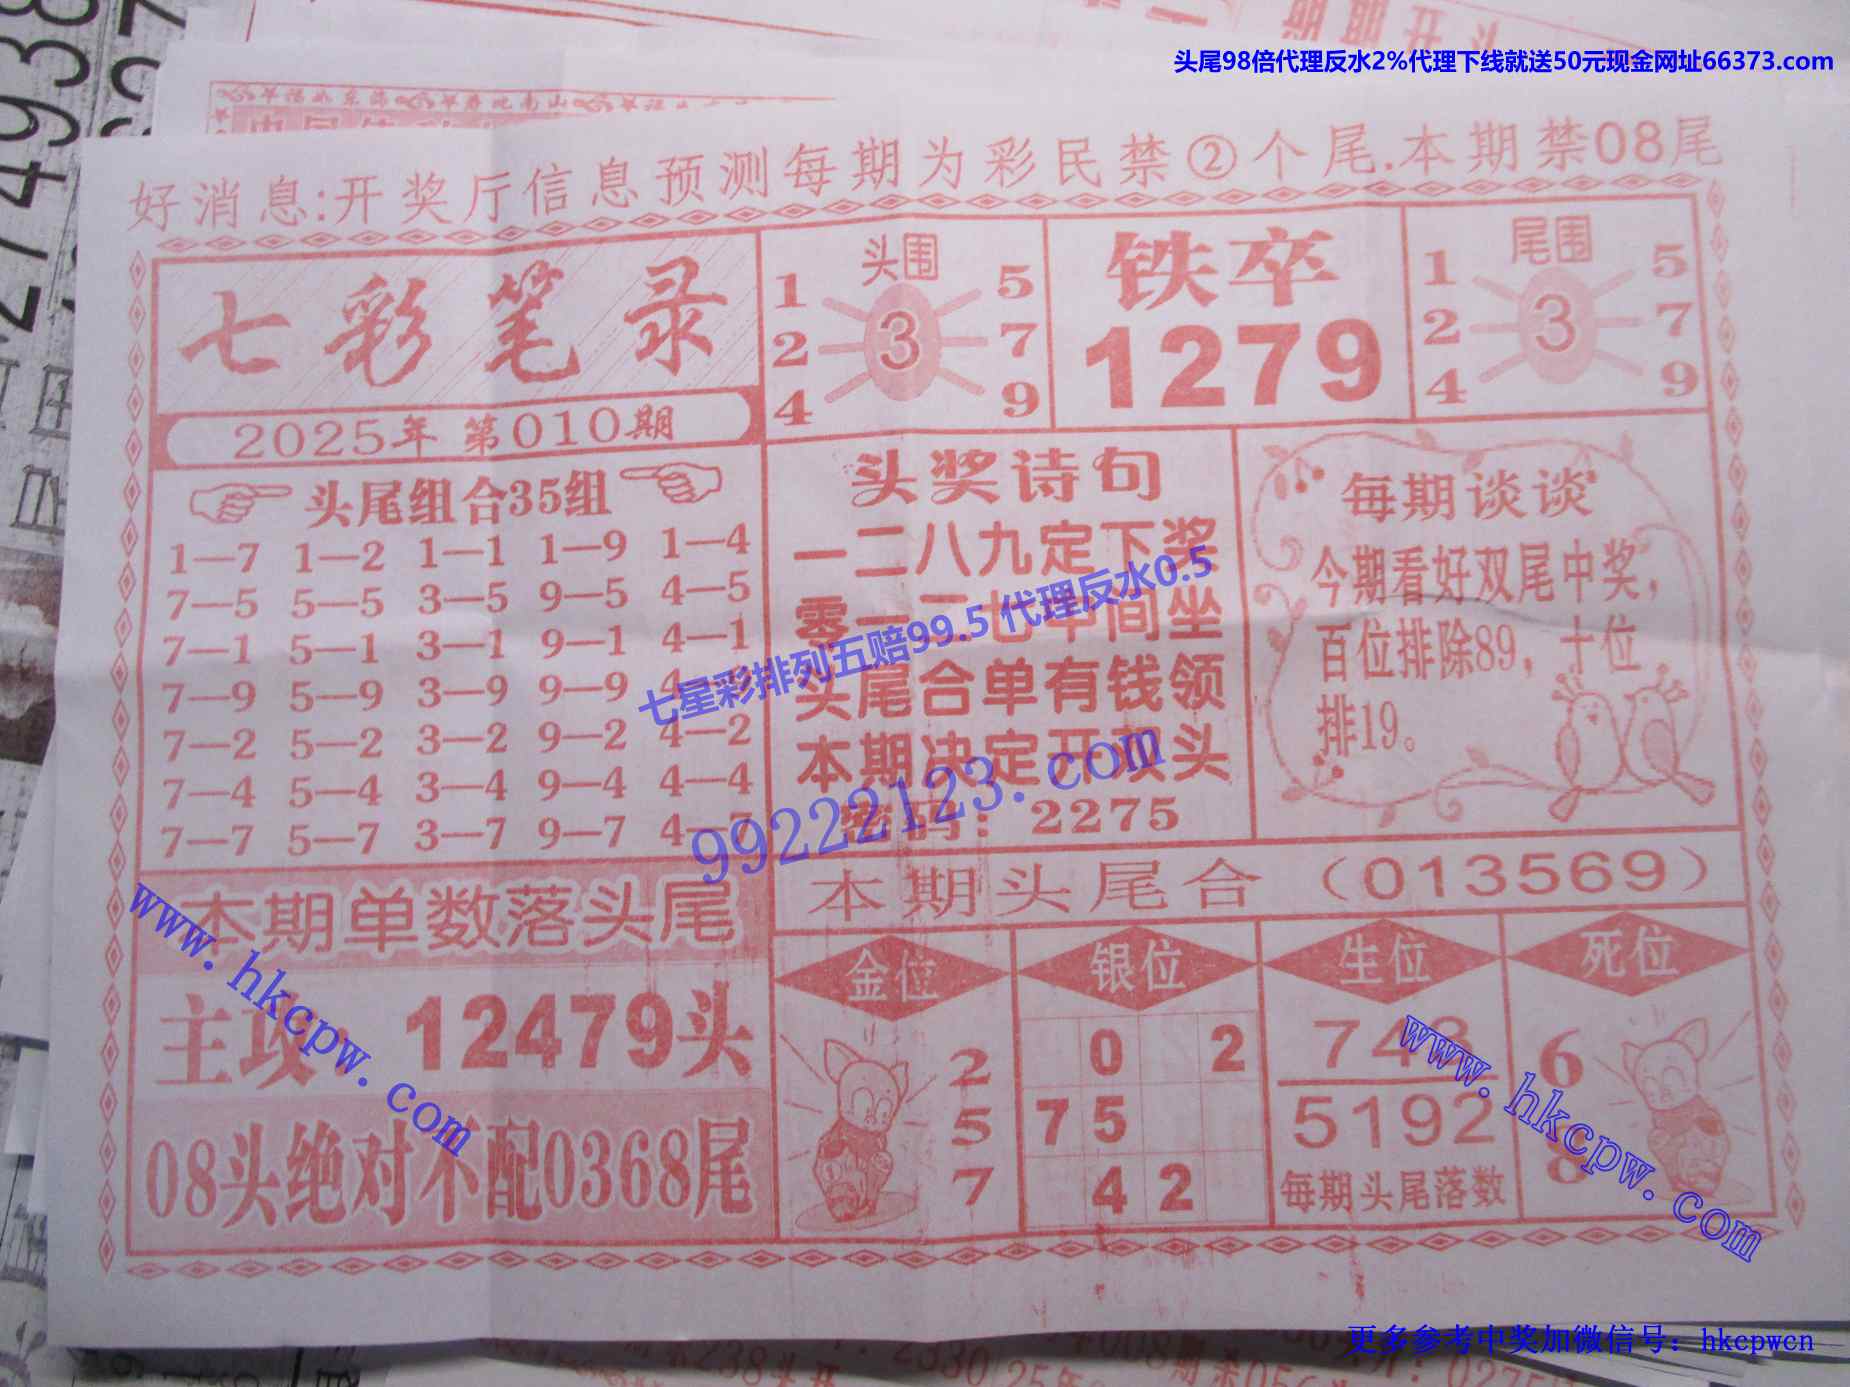 头尾98倍代理反水2%代理下线就送50元现金网址66373.com
好消息:开奖厅信息预测每期为彩民禁②个尾.本期禁08尾
七彩笔录
2025年 第010期
头围
1 5
2 3 7
4 9
铁卒
1279
尾围
1 5
2 3 7
4 9
头尾组合35组
1—7 1—2 1—1 1—9 1—4
7—5 5—5 3—5 9—5 4—5
7—1 5—1 3—1 9—1 4—1
7—9 5—9 3—9 9—9 4—
7—2 5—2 3—2 9—2 4—2
7—4 5—4 3—4 9—4 4—4
7—7 5—7 3—7 9—7 4—7
头奖诗句
一二八九定下奖
零一二七中间坐
头尾合单有钱领
本期决定开双头
密码：2275
每期谈谈
今期看好双尾中奖，
百位排除89，十位
排19。
七星彩排列五赔99.5 代理反水0.5
99222123.com
本期头尾合（013569）
本期单数落头尾
主攻：12479头
08头绝对不配0368尾
金位
2
5
7
银位
0 2
7 5
4 2
生位
743
5192
每期头尾落数
死位
6
8
www.hkcpw.com
www.hkcpw.com
更多参考中奖加微信号：hkcpwcn